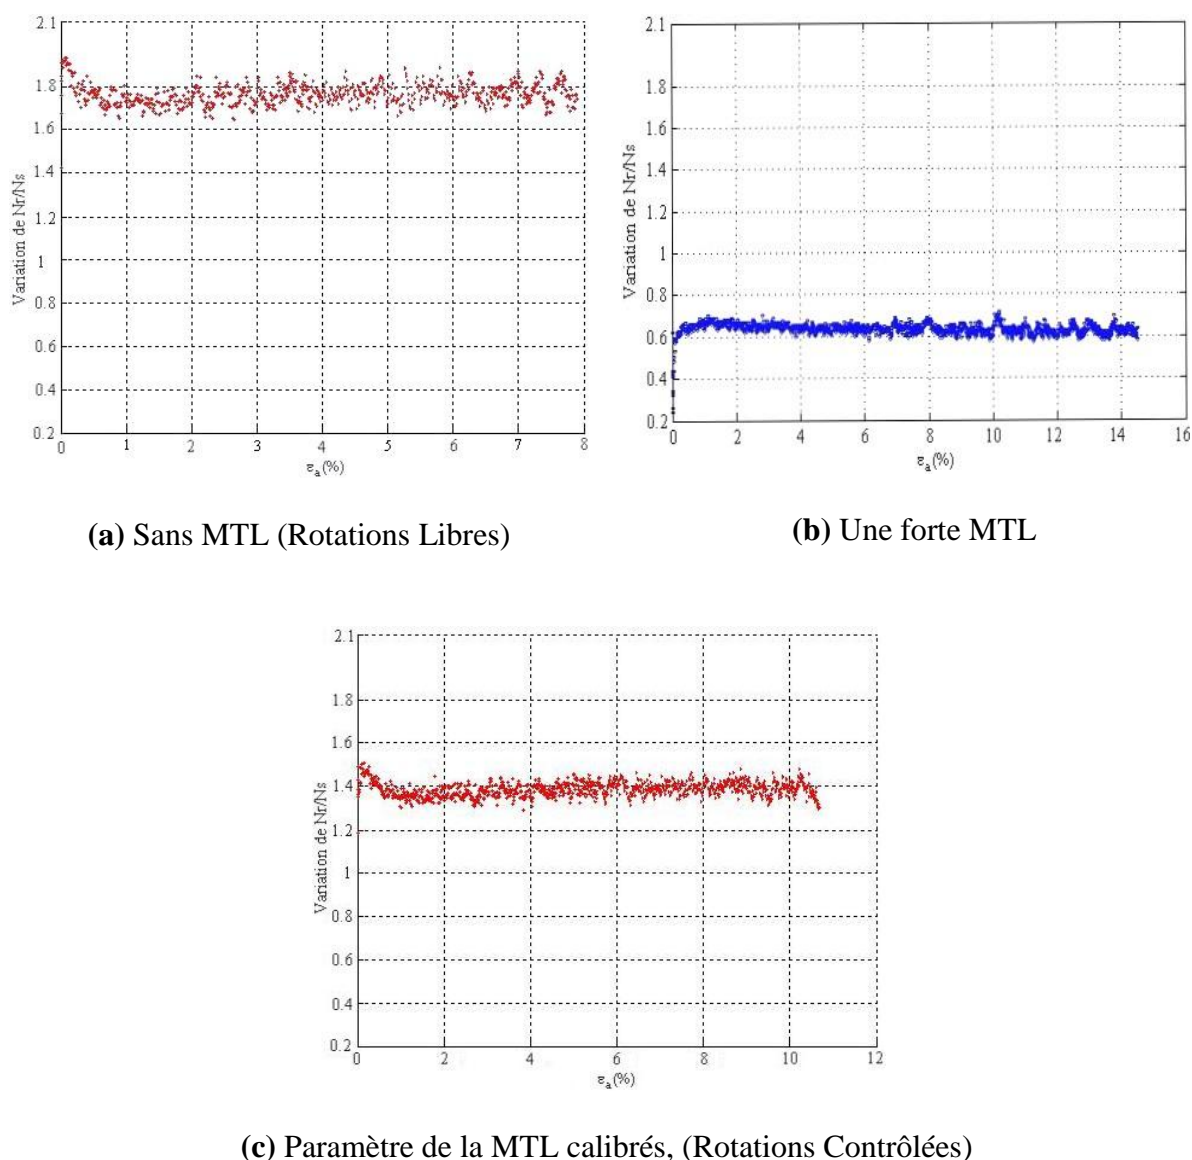 2.1
1.8
1.6
1.4
1.2
1
0.8
0.6
0.4
0.2
0 1 2 3 4 5 6 7 8
Variation de Nr/Ns
εa(%)
(a) Sans MTL (Rotations Libres)
2.1
1.8
1.6
1.4
1.2
1
0.8
0.6
0.4
0.2
0 2 4 6 8 10 12 14 16
Variation de Nr/Ns
εa(%)
(b) Une forte MTL
2.1
1.8
1.6
1.4
1.2
1
0.8
0.6
0.4
0.2
0 2 4 6 8 10 12
Variation de Nr/Ns
εa(%)
(c) Paramètre de la MTL calibrés, (Rotations Contrôlées)